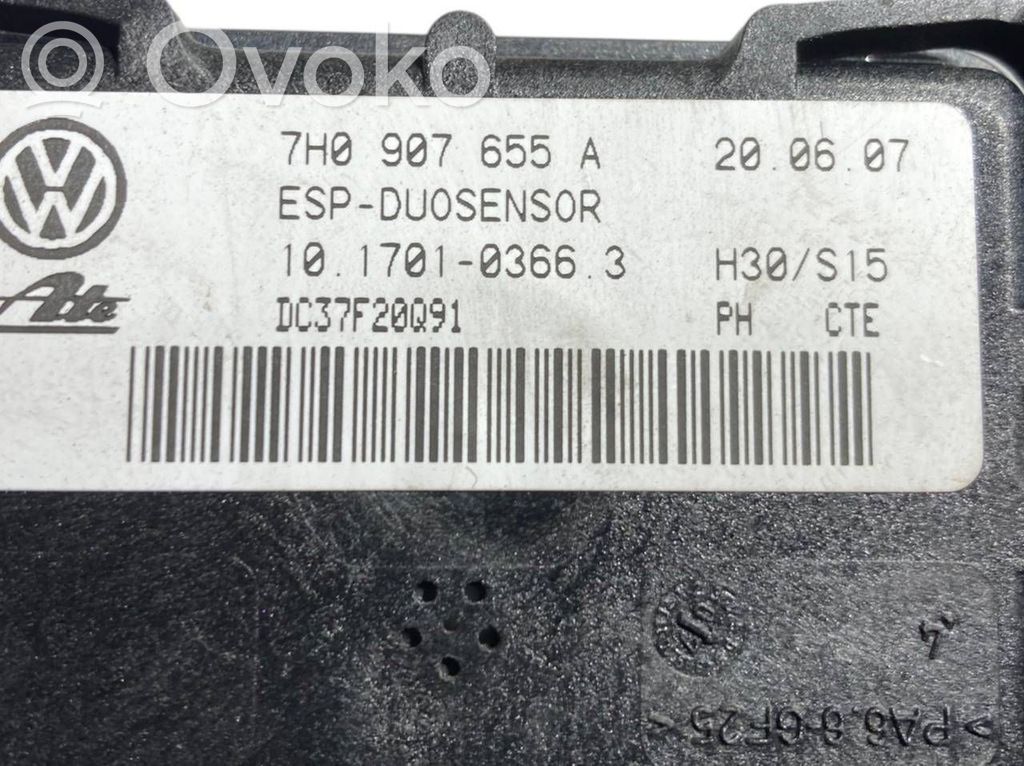 Ovoko
7H0 907 655 A 20.06.07
ESP-DUOSENSOR
10.1701-0366.3 H30/S15
Ate DC37F20Q91 PH CTE
>PA6.6 GF25<